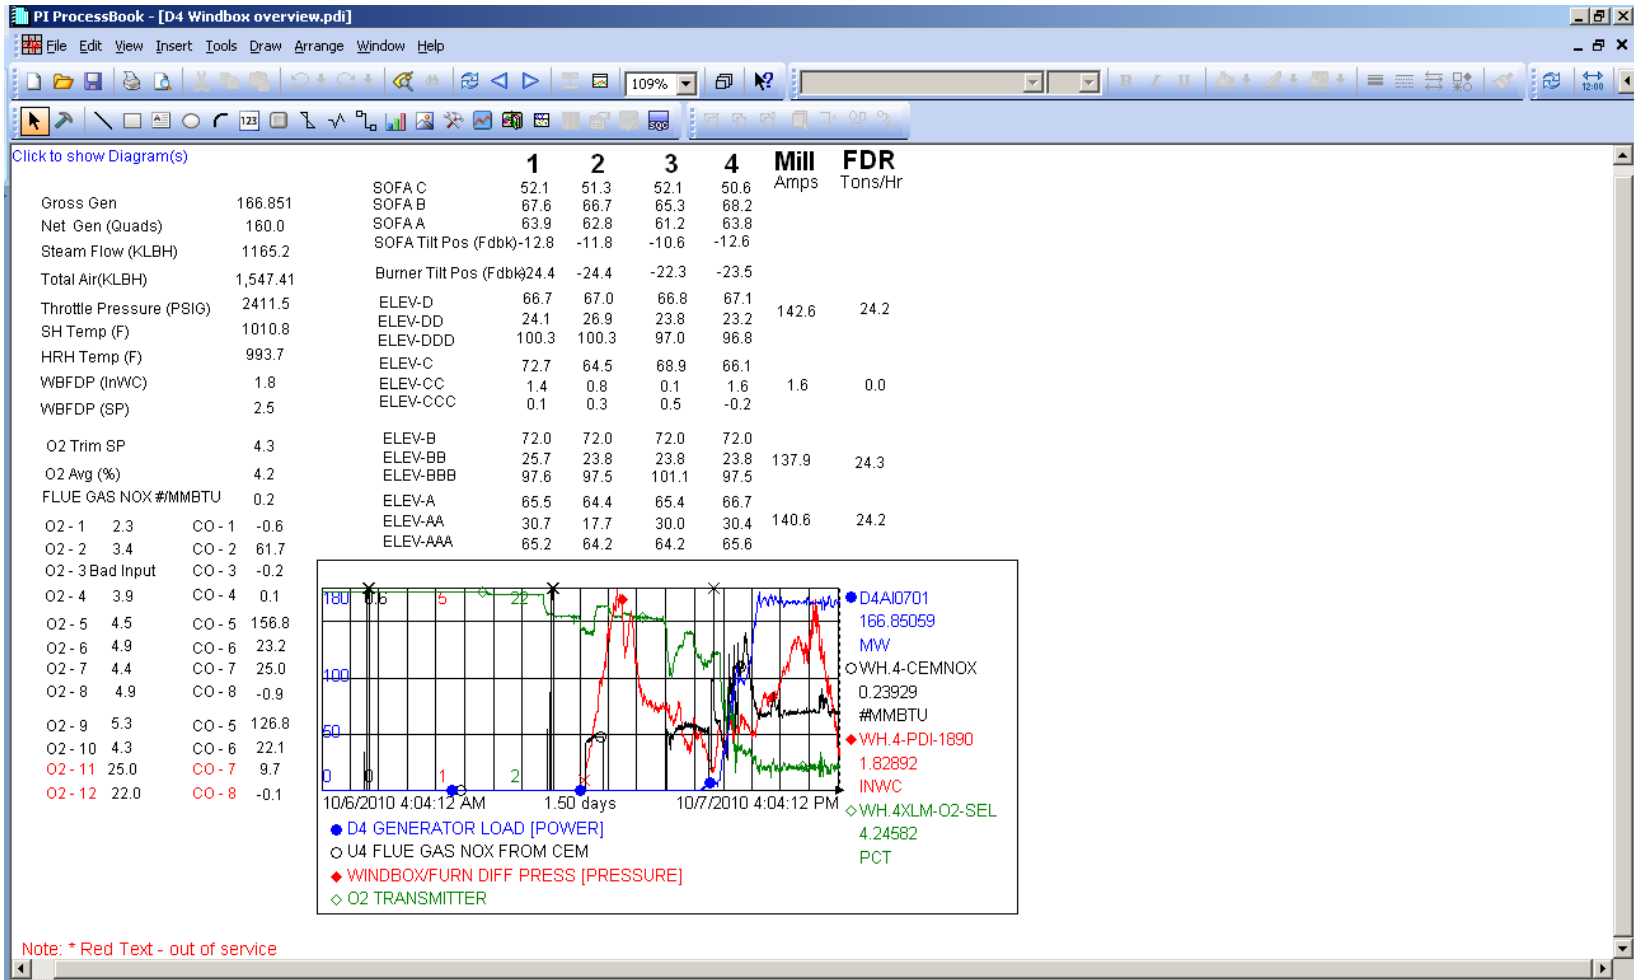 PI ProcessBook - [D4 Windbox overview.pdi]
File Edit View Insert Tools Draw Arrange Window Help
109% B I U 12:00
123 SQC
Click to show Diagram(s)
1 2 3 4 Mill FDR
Amps Tons/Hr
SOFA C 52.1 51.3 52.1 50.6
Gross Gen 166.851 SOFA B 67.6 66.7 65.3 68.2
Net Gen (Quads) 160.0 SOFA A 63.9 62.8 61.2 63.8
SOFA Tilt Pos (Fdbk) -12.8 -11.8 -10.6 -12.6
Steam Flow (KLBH) 1165.2
Total Air(KLBH) 1,547.41 Burner Tilt Pos (Fdbk) -24.4 -24.4 -22.3 -23.5
Throttle Pressure (PSIG) 2411.5 ELEV-D 66.7 67.0 66.8 67.1
142.6 24.2
SH Temp (F) 1010.8 ELEV-DD 24.1 26.9 23.8 23.2
ELEV-DDD 100.3 100.3 97.0 96.8
HRH Temp (F) 993.7 ELEV-C 72.7 64.5 68.9 66.1
WBFDP (InWC) 1.8 ELEV-CC 1.4 0.8 0.1 1.6 1.6 0.0
WBFDP (SP) 2.5 ELEV-CCC 0.1 0.3 0.5 -0.2
O2 Trim SP 4.3 ELEV-B 72.0 72.0 72.0 72.0
ELEV-BB 25.7 23.8 23.8 23.8 137.9 24.3
O2 Avg (%) 4.2 ELEV-BBB 97.6 97.5 101.1 97.5
FLUE GAS NOX #/MMBTU 0.2 ELEV-A 65.5 64.4 65.4 66.7
O2 - 1 2.3 CO - 1 -0.6 ELEV-AA 30.7 17.7 30.0 30.4 140.6 24.2
O2 - 2 3.4 CO - 2 61.7 ELEV-AAA 65.2 64.2 64.2 65.6
O2 - 3 Bad Input CO - 3 -0.2
O2 - 4 3.9 CO - 4 0.1
O2 - 5 4.5 CO - 5 156.8
O2 - 6 4.9 CO - 6 23.2
O2 - 7 4.4 CO - 7 25.0
O2 - 8 4.9 CO - 8 -0.9
O2 - 9 5.3 CO - 5 126.8
O2 - 10 4.3 CO - 6 22.1
O2 - 11 25.0 CO - 7 9.7
O2 - 12 22.0 CO - 8 -0.1
180 0.6 5 22
100
50
0 0 1 2
10/6/2010 4:04:12 AM 1.50 days 10/7/2010 4:04:12 PM
D4AI0701
166.85059
MW
WH.4-CEMNOX
0.23929
#MMBTU
WH.4-PDI-1890
1.82892
INWC
WH.4XLM-O2-SEL
4.24582
PCT
D4 GENERATOR LOAD [POWER]
U4 FLUE GAS NOX FROM CEM
WINDBOX/FURN DIFF PRESS [PRESSURE]
O2 TRANSMITTER
Note: * Red Text - out of service